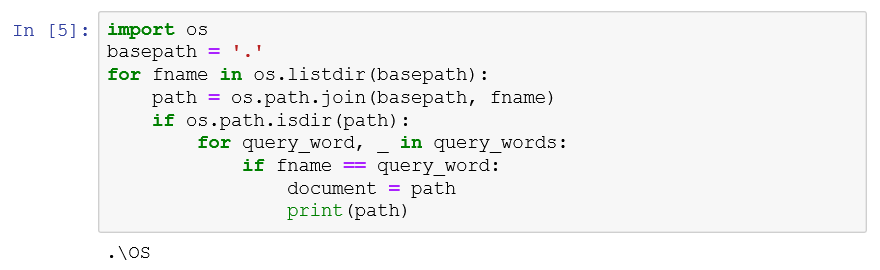 In [5]: import os
basepath = '.'
for fname in os.listdir(basepath):
    path = os.path.join(basepath, fname)
    if os.path.isdir(path):
        for query_word, _ in query_words:
            if fname == query_word:
                document = path
                print(path)
.\OS